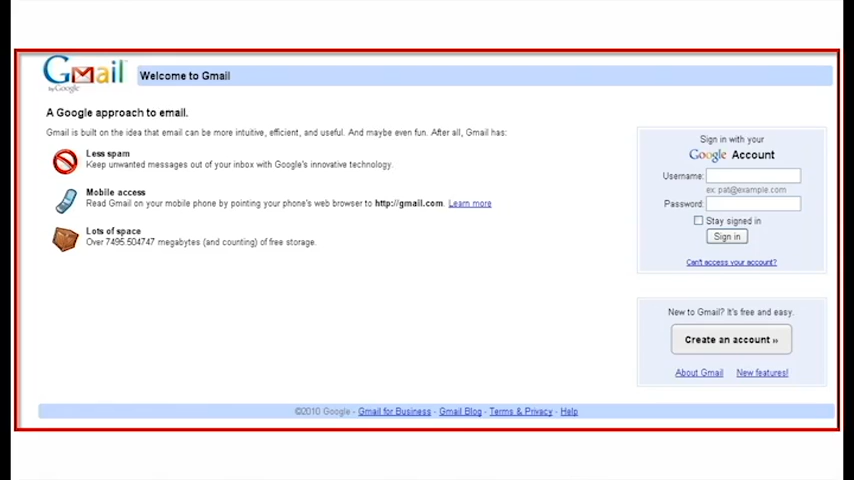 Gmail
by Google
Welcome to Gmail
A Google approach to email.
Gmail is built on the idea that email can be more intuitive, efficient, and useful. And maybe even fun. After all, Gmail has:
Less spam
Keep unwanted messages out of your inbox with Google's innovative technology.
Mobile access
Read Gmail on your mobile phone by pointing your phone's web browser to http://gmail.com. Learn more
Lots of space
Over 7495.504747 megabytes (and counting) of free storage.
Sign in with your
Google Account
Username:
ex: pat@example.com
Password:
Stay signed in
Sign in
Can't access your account?
New to Gmail? It's free and easy.
Create an account »
About Gmail New features!
©2010 Google - Gmail for Business - Gmail Blog - Terms & Privacy - Help